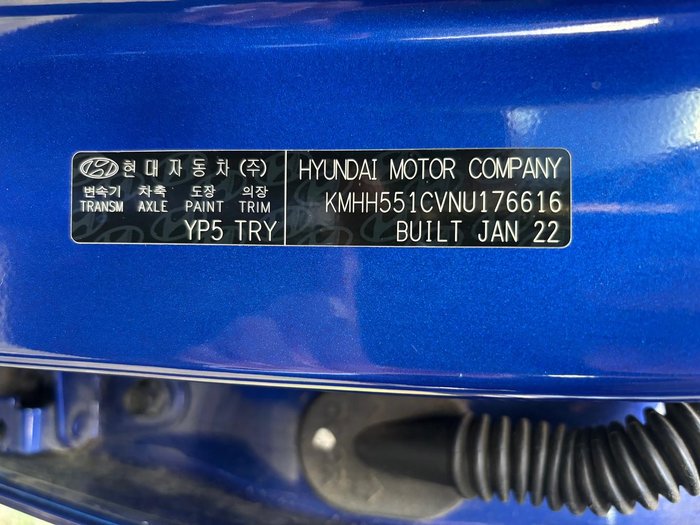 현대자동차(주)
변속기 차축 도장 의장
TRANSM AXLE PAINT TRIM
YP5 TRY
HYUNDAI MOTOR COMPANY
KMHH551CVNU176616
BUILT JAN 22